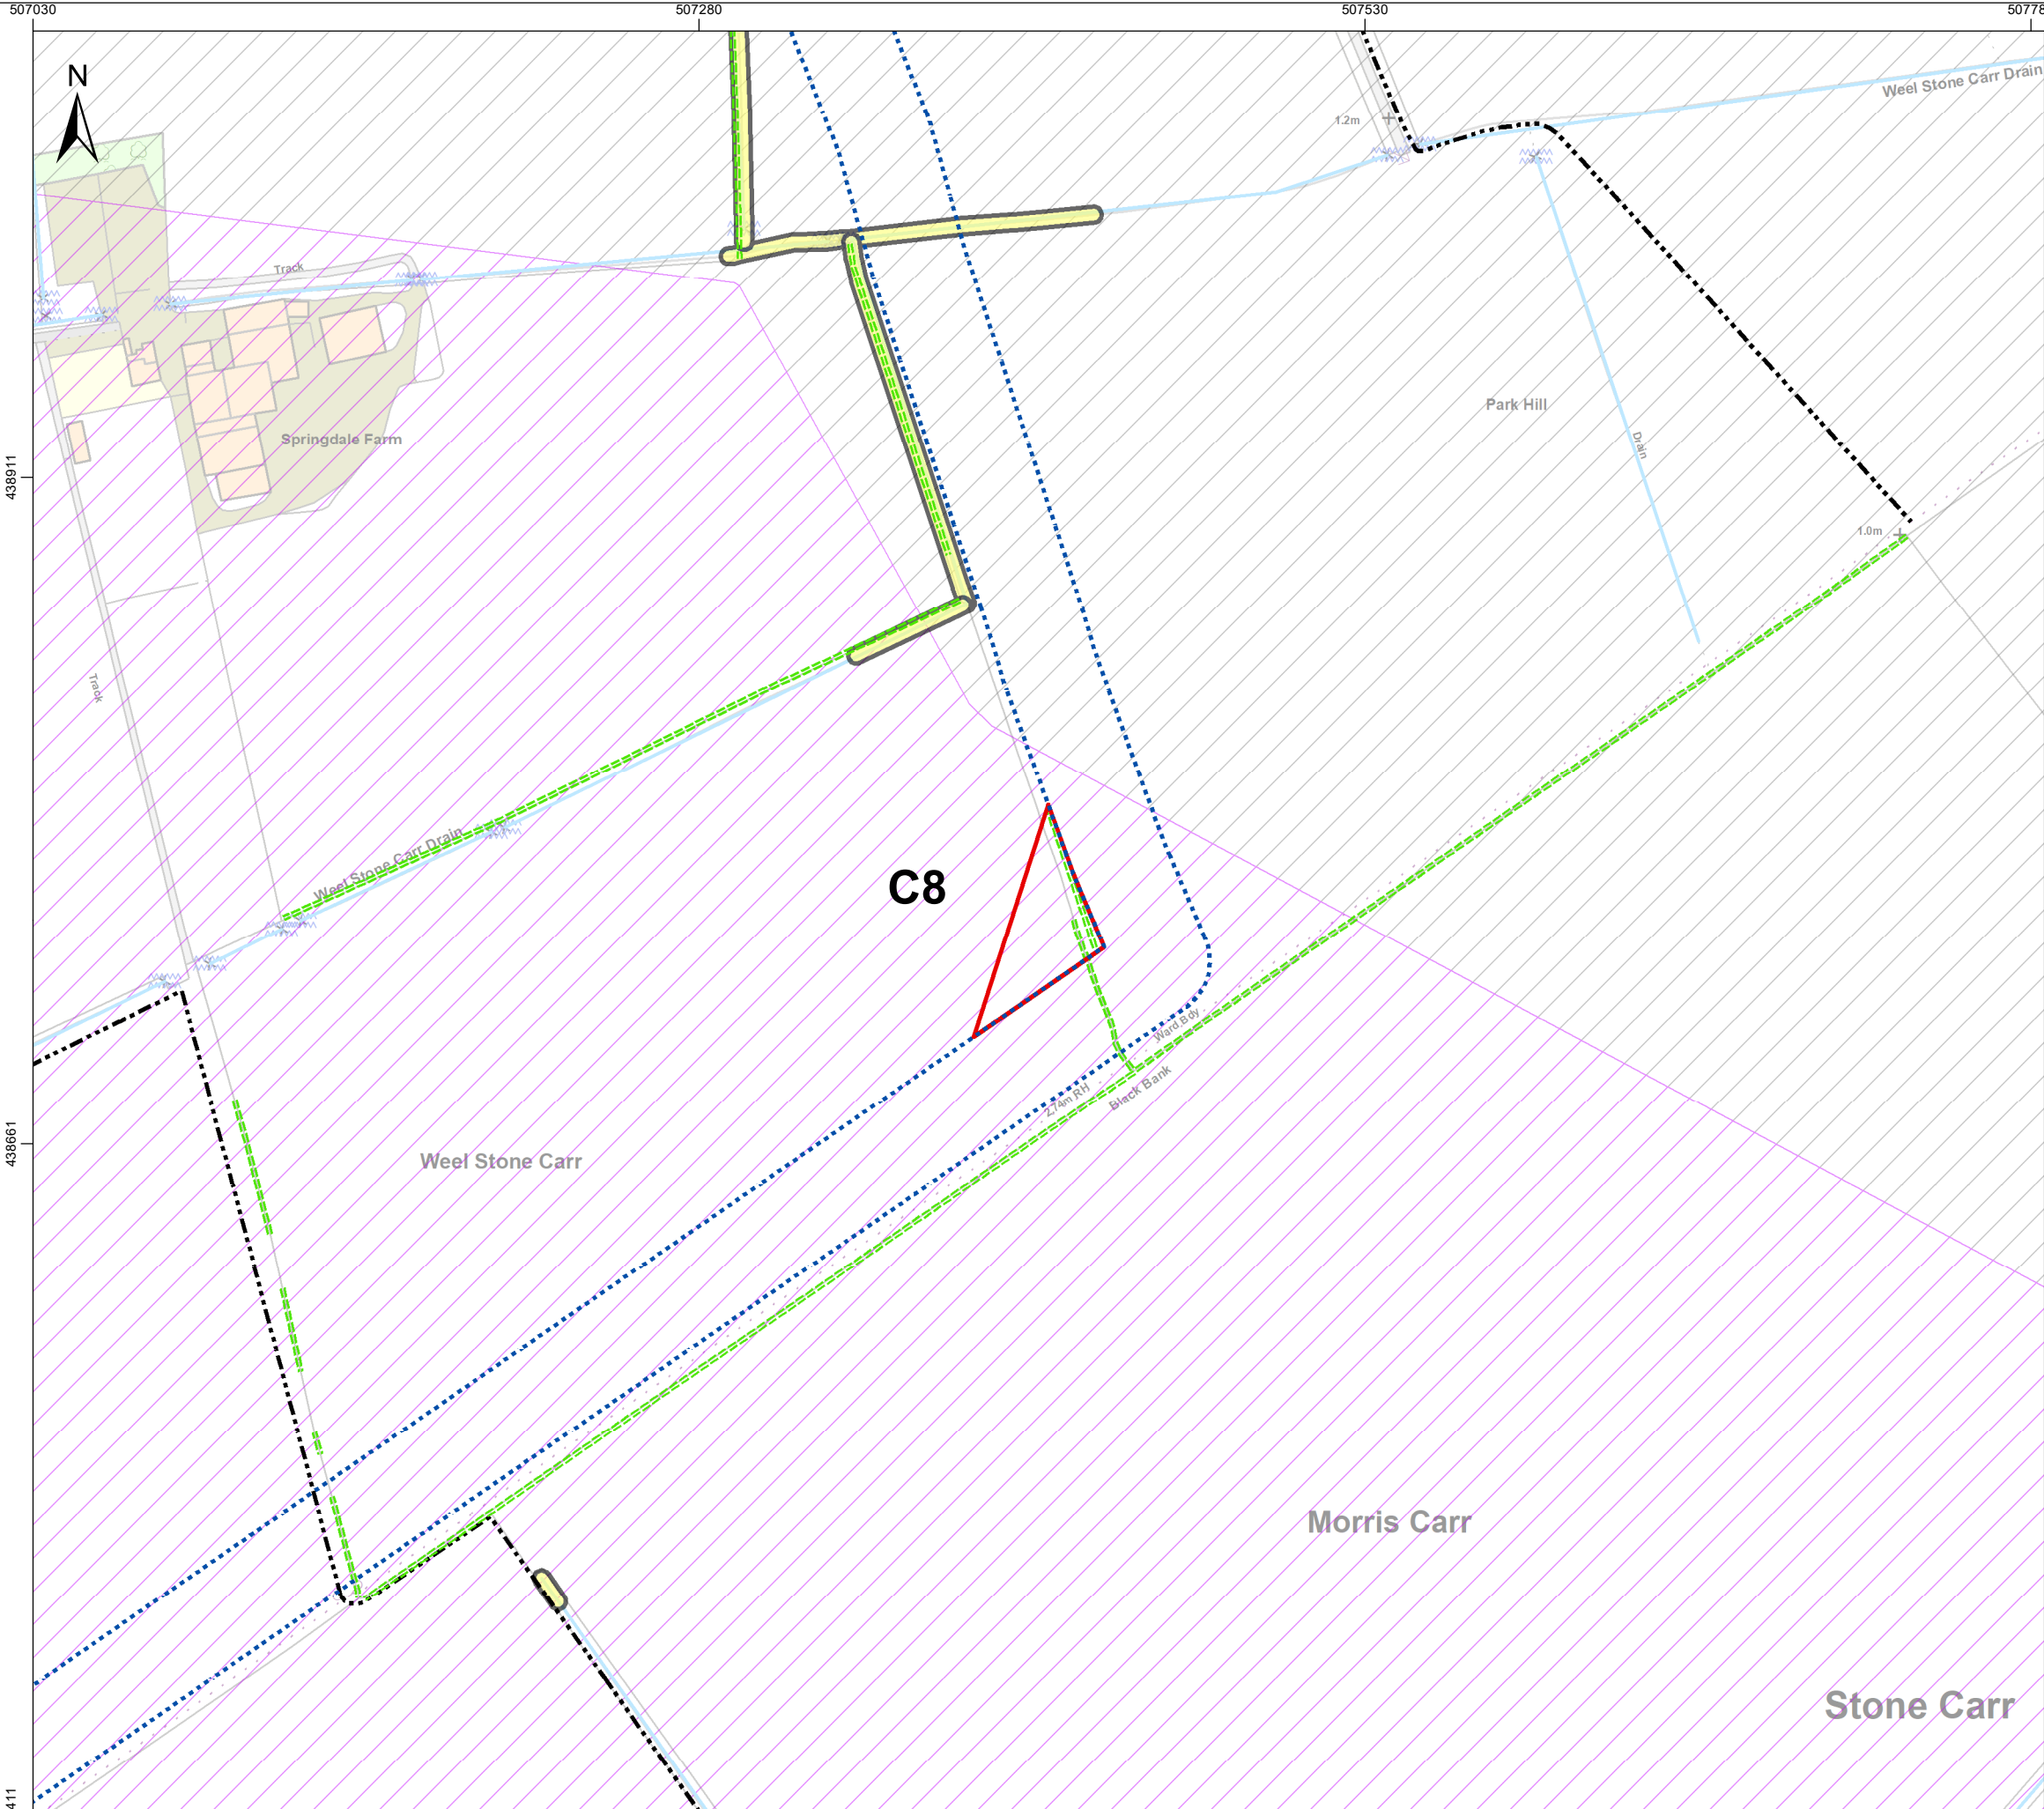 507030
507280
507530
50778
N
Weel Stone Carr Drain
1.2m
Track
Park Hill
Springdale Farm
Drain
438911
1.0m
Track
Weel Stone Carr Drain
C8
Ward Bdy
2.74m RH
Black Bank
438661
Weel Stone Carr
Morris Carr
Stone Carr
411